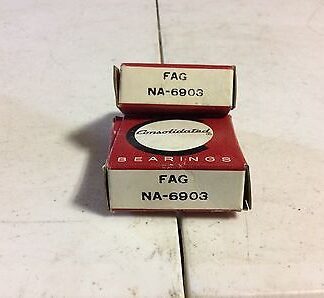 FAG
NA-6903
Consolidated
BEARINGS
FAG
NA-6903